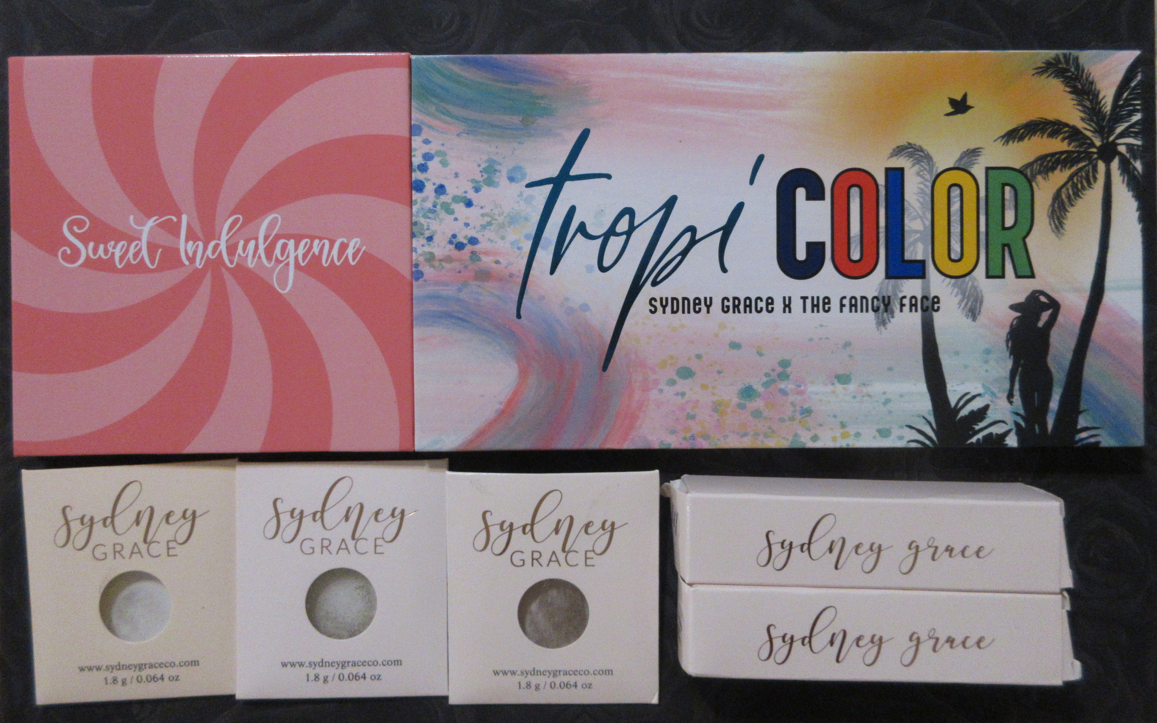 Sweet Indulgence
tropi COLOR
SYDNEY GRACE X THE FANCY FACE
sydney
GRACE
www.sydneygraceco.com
1.8 g / 0.064 oz
sydney
GRACE
www.sydneygraceco.com
1.8 g / 0.064 oz
sydney
GRACE
www.sydneygraceco.com
1.8 g / 0.064 oz
sydney grace
sydney grace